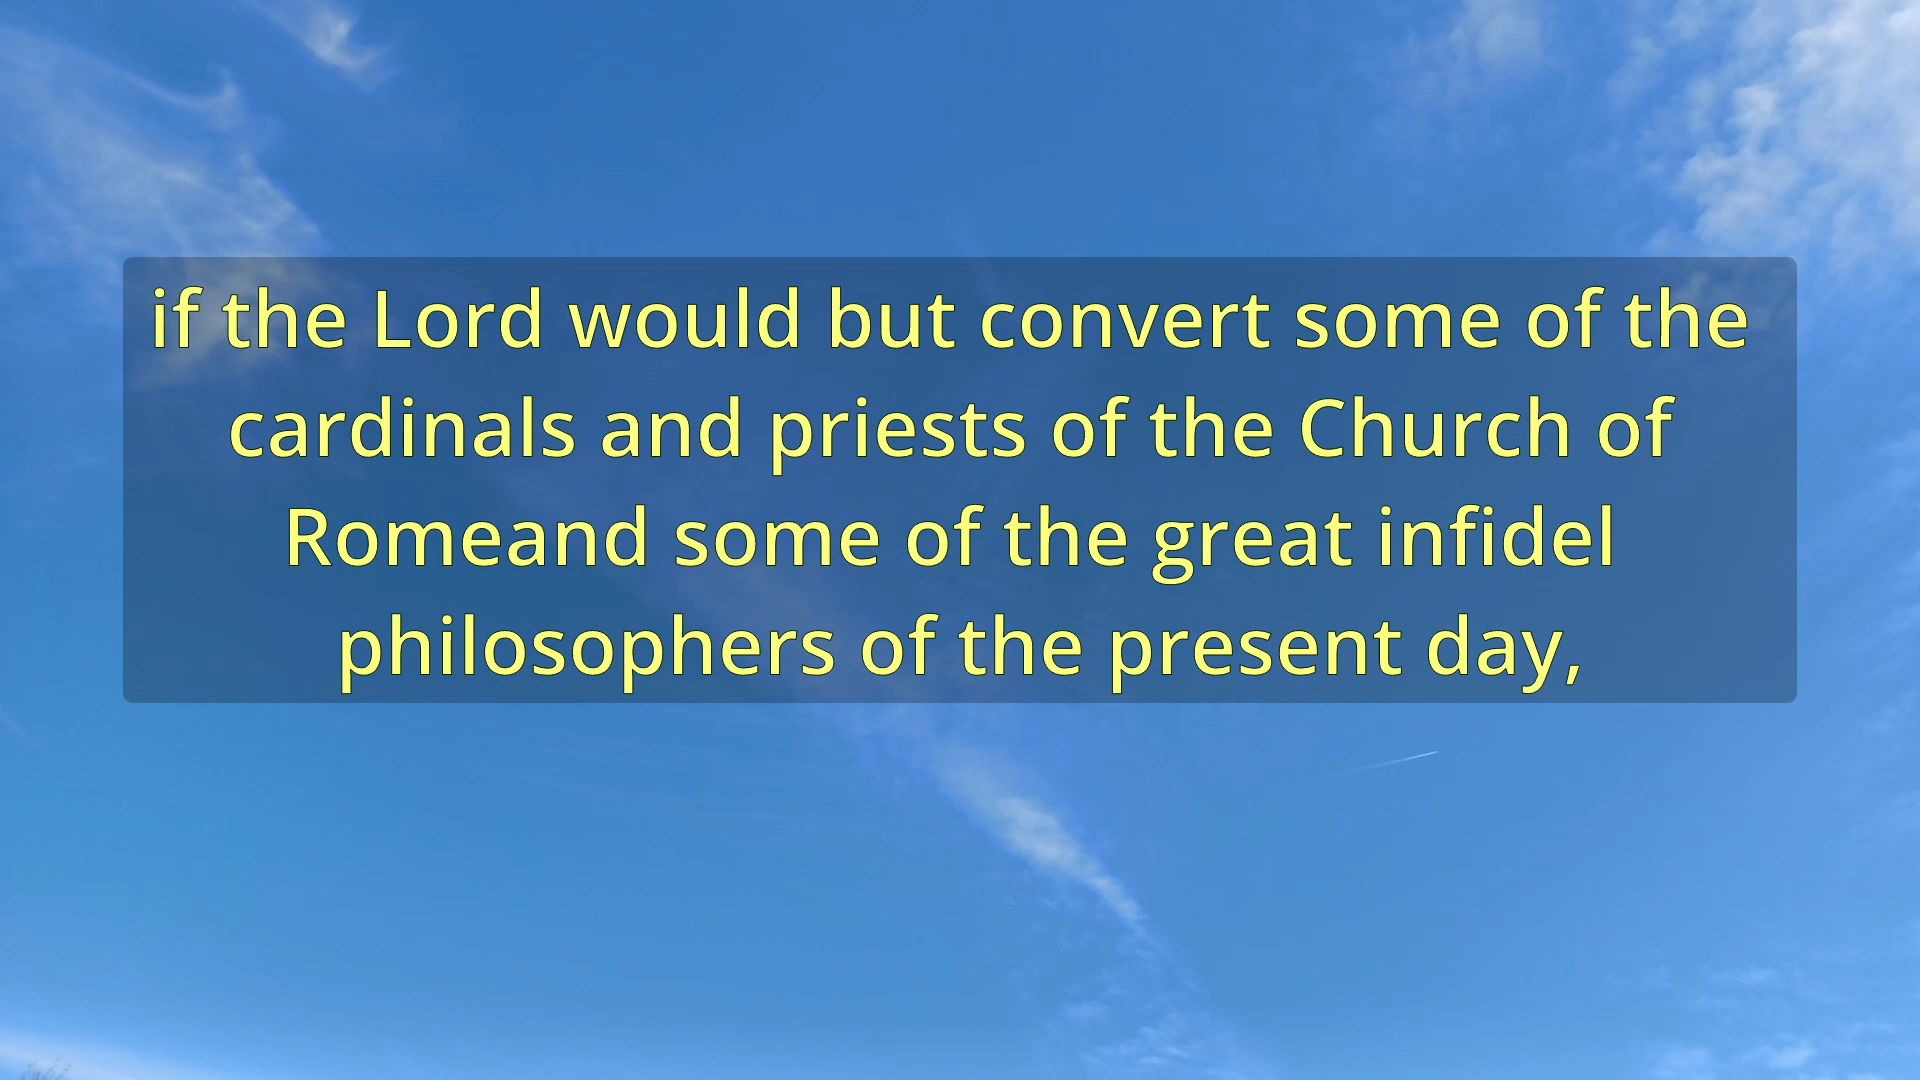 if the Lord would but convert some of the
cardinals and priests of the Church of
Romeand some of the great infidel
philosophers of the present day,